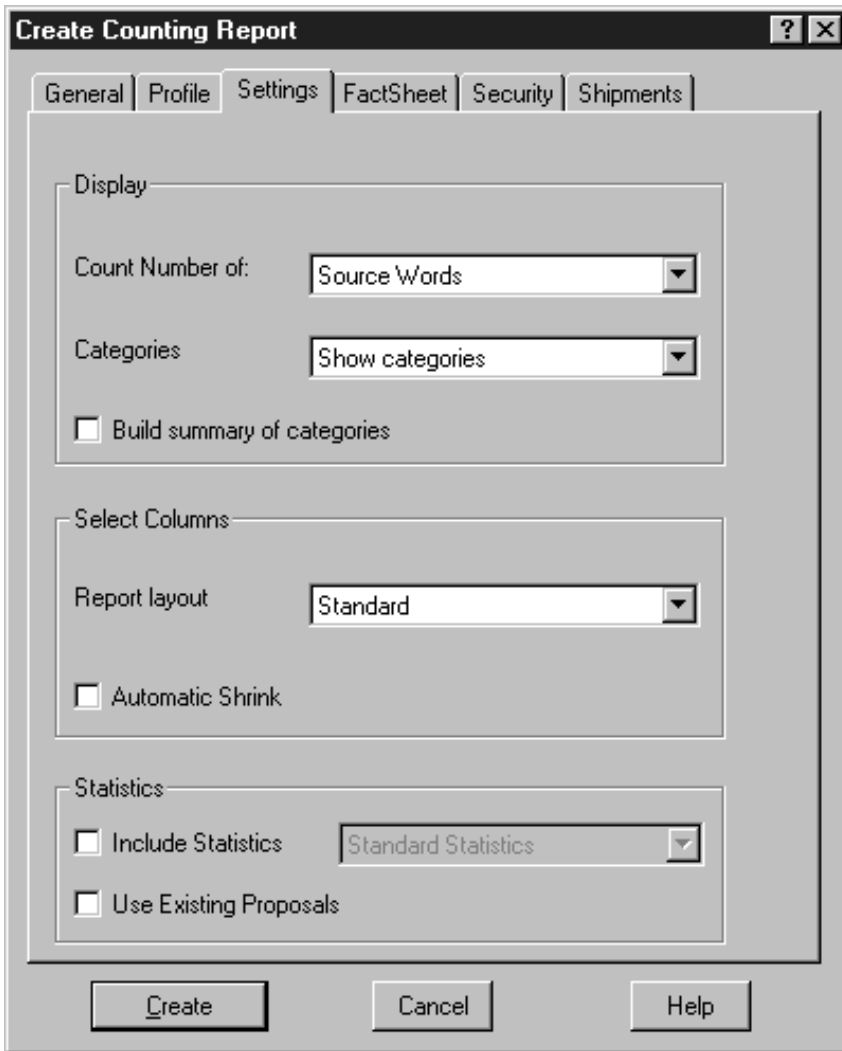 Create Counting Report
General Profile Settings FactSheet Security Shipments
Display
Count Number of: Source Words
Categories Show categories
Build summary of categories
Select Columns
Report layout Standard
Automatic Shrink
Statistics
Include Statistics Standard Statistics
Use Existing Proposals
Create Cancel Help